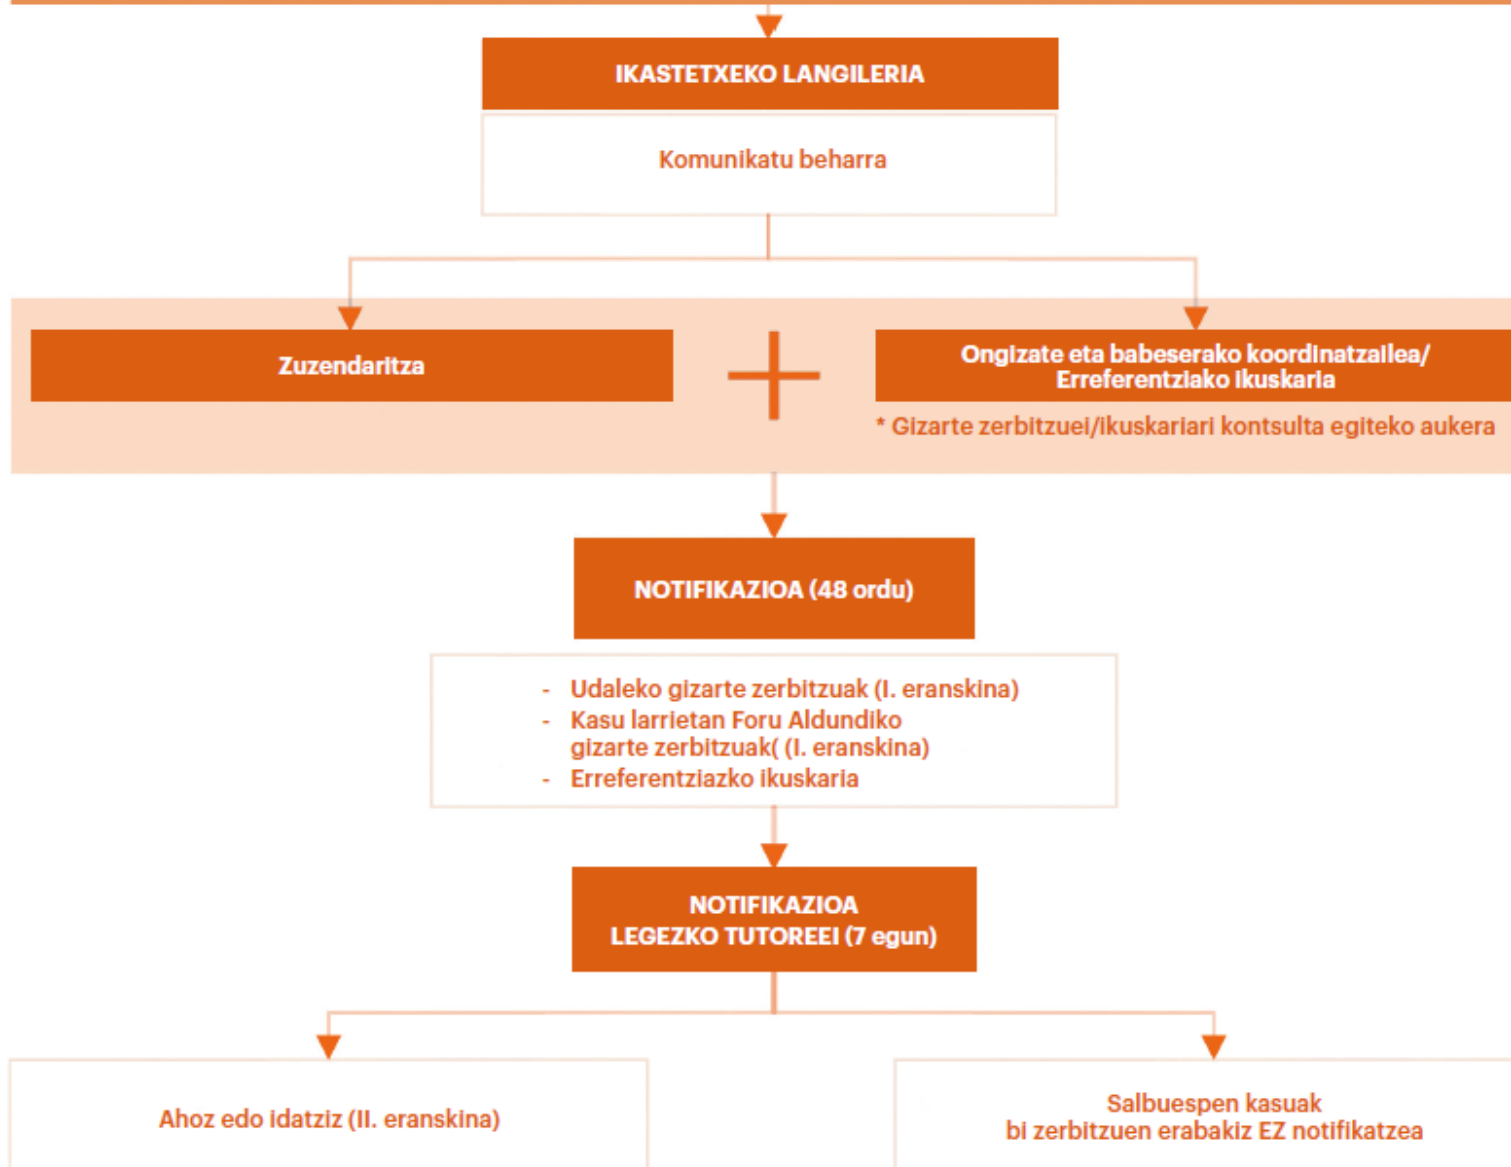 IKASTETXEKO LANGILERIA
Komunikatu beharra
Zuzendaritza
Ongizate eta babeserako koordinatzailea/
Erreferentziako ikuskaria
* Gizarte zerbitzuei/ikuskariari kontsulta egiteko aukera
NOTIFIKAZIOA (48 ordu)
- Udaleko gizarte zerbitzuak (I. eranskina)
- Kasu larrietan Foru Aldundiko
gizarte zerbitzuak( (I. eranskina)
- Erreferentziazko ikuskaria
NOTIFIKAZIOA
LEGEZKO TUTOREEI (7 egun)
Ahoz edo idatziz (II. eranskina)
Salbuespen kasuak
bi zerbitzuen erabakiz EZ notifikatzea